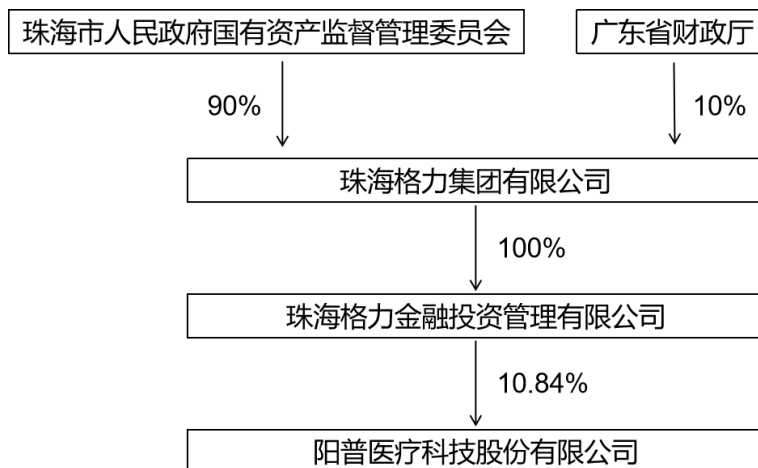 珠海市人民政府国有资产监督管理委员会
广东省财政厅
90%
10%
珠海格力集团有限公司
100%
珠海格力金融投资管理有限公司
10.84%
阳普医疗科技股份有限公司